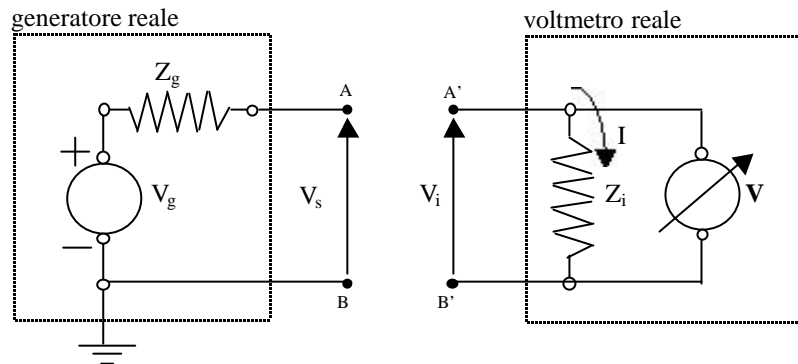 generatore reale
voltmetro reale
Zg
A
A'
I
+
Vg
Vs
Vi
Zi
V
−
B
B'